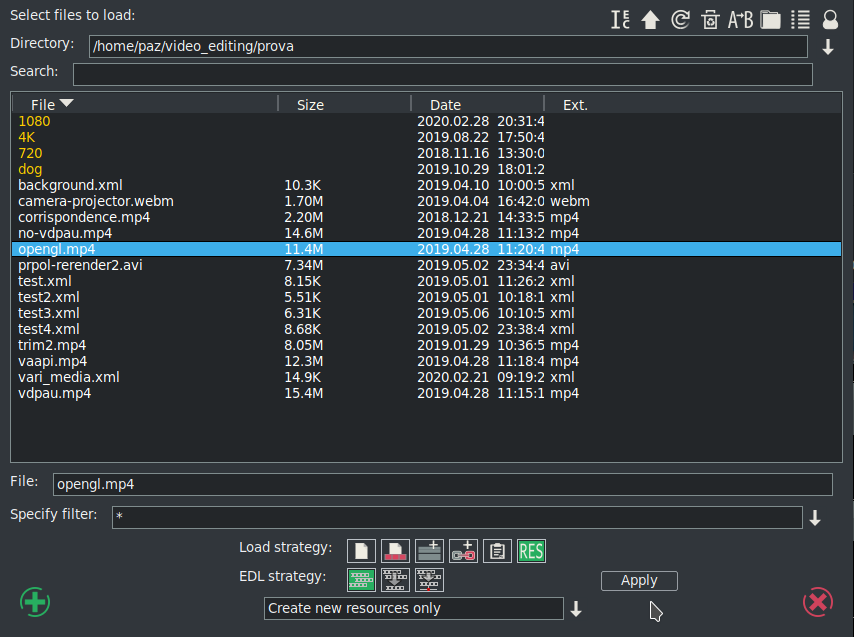 Select files to load:
A→B
Directory: /home/paz/video_editing/prova
Search:
File Size Date Ext.
1080 2020.02.28 20:31:4
4K 2019.08.22 17:50:4
720 2018.11.16 13:30:0
dog 2019.10.29 18:01:2
background.xml 10.3K 2019.04.10 10:00:5 xml
camera-projector.webm 1.70M 2019.04.04 16:42:0 webm
corrispondence.mp4 2.20M 2018.12.21 14:33:5 mp4
no-vdpau.mp4 14.6M 2019.04.28 11:13:2 mp4
opengl.mp4 11.4M 2019.04.28 11:20:4 mp4
prpol-rerender2.avi 7.34M 2019.05.02 23:34:4 avi
test.xml 8.15K 2019.05.01 11:26:2 xml
test2.xml 5.51K 2019.05.01 10:18:1 xml
test3.xml 6.31K 2019.05.06 10:10:5 xml
test4.xml 8.68K 2019.05.02 23:38:4 xml
trim2.mp4 8.05M 2019.01.29 10:36:5 mp4
vaapi.mp4 12.3M 2019.04.28 11:18:4 mp4
vari_media.xml 14.9K 2020.02.21 09:19:2 xml
vdpau.mp4 15.4M 2019.04.28 11:15:1 mp4
File: opengl.mp4
Specify filter: *
Load strategy: RES
EDL strategy:
Apply
Create new resources only